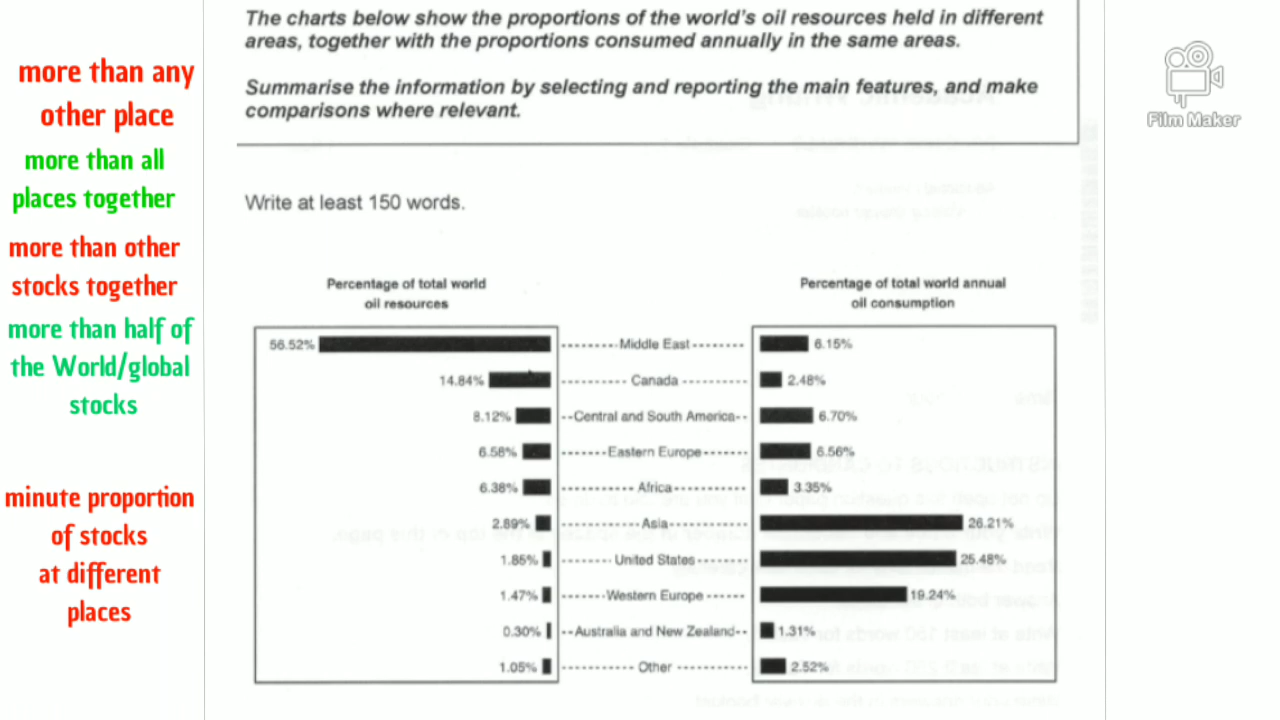 The charts below show the proportions of the world's oil resources held in different
areas, together with the proportions consumed annually in the same areas.
Summarise the information by selecting and reporting the main features, and make
comparisons where relevant.
more than any
other place
more than all
places together
more than other
stocks together
more than half of
the World/global
stocks
minute proportion
of stocks
at different
places
Film Maker
Write at least 150 words.
Percentage of total world
oil resources
Percentage of total world annual
oil consumption
56.52% Middle East 6.15%
14.84% Canada 2.48%
8.12% Central and South America 6.70%
6.58% Eastern Europe 6.56%
6.38% Africa 3.35%
2.89% Asia 26.21%
1.85% United States 25.48%
1.47% Western Europe 19.24%
0.30% Australia and New Zealand 1.31%
1.05% Other 2.52%